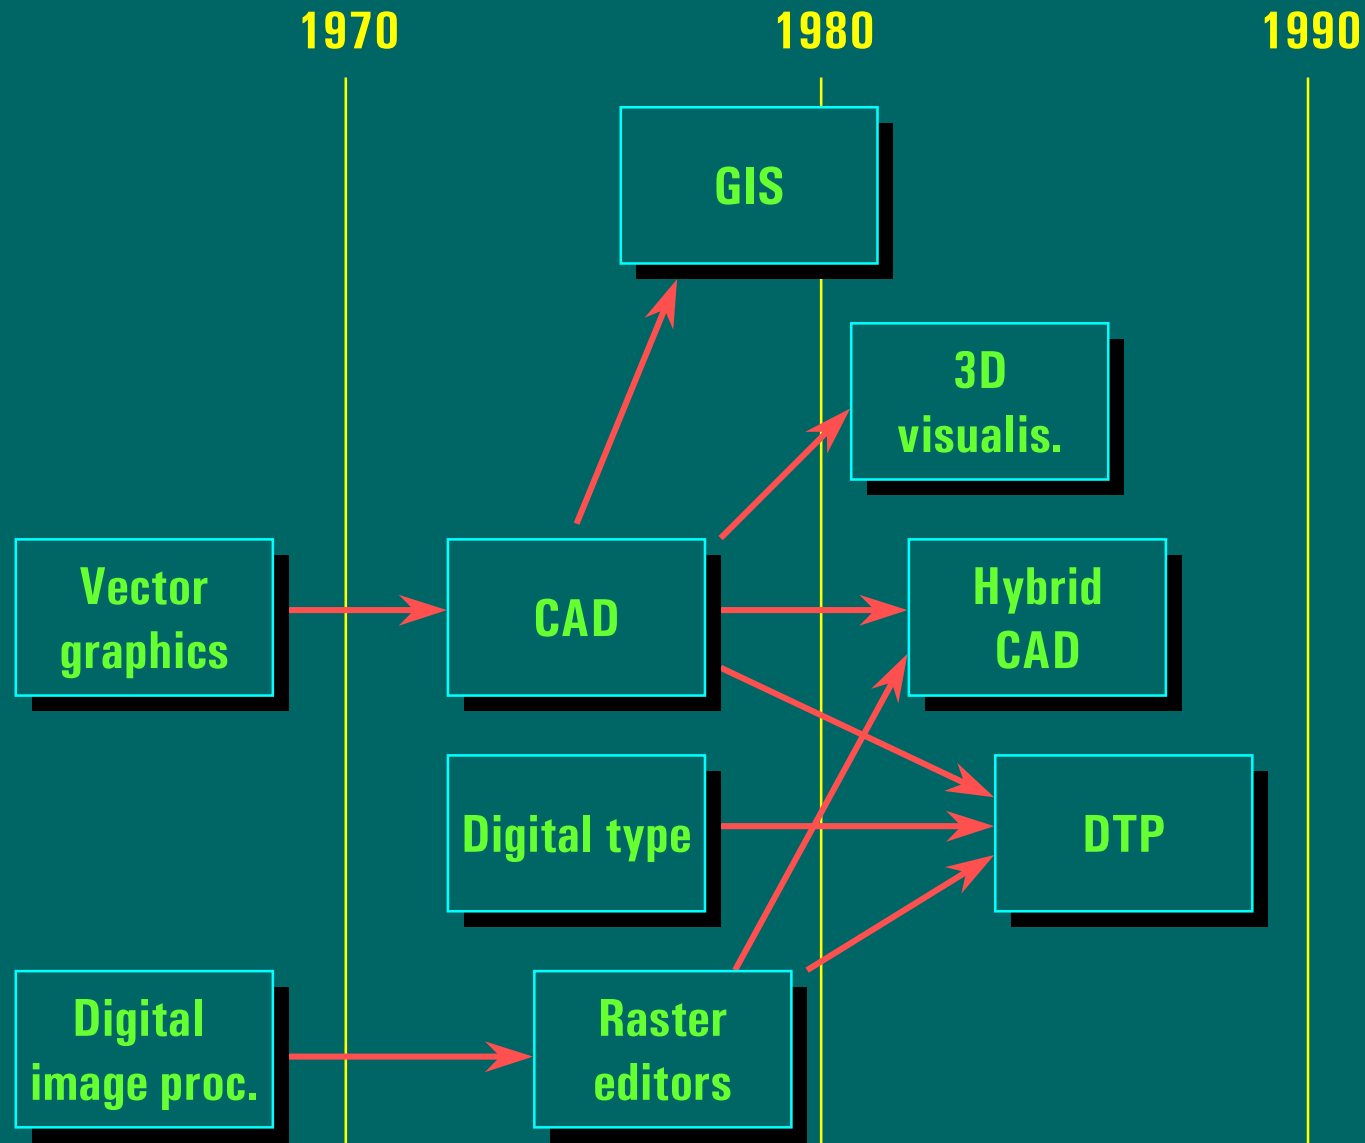 1970
1980
1990
GIS
3D
visualis.
Vector
graphics
CAD
Hybrid
CAD
Digital type
DTP
Digital
image proc.
Raster
editors